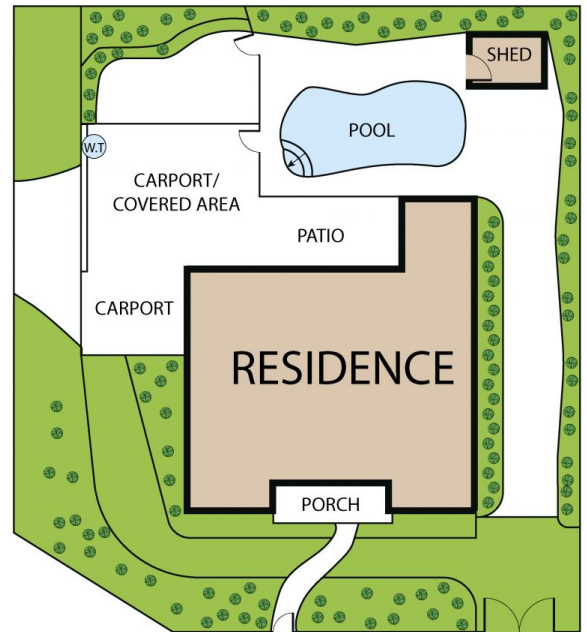 SHED
POOL
W.T
CARPORT/
COVERED AREA
PATIO
CARPORT
RESIDENCE
PORCH